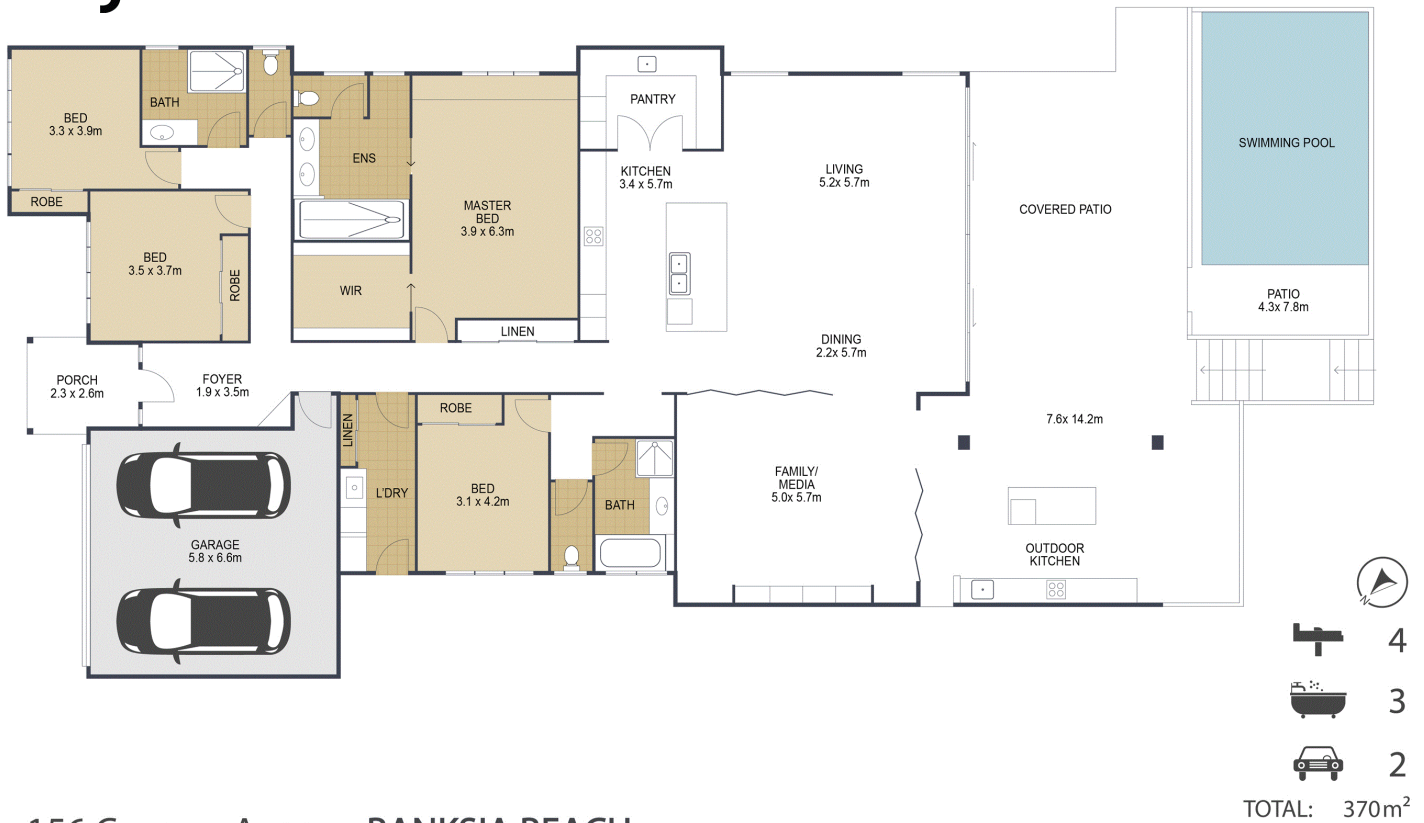 BED
3.3 x 3.9m
BATH
ROBE
BED
3.5 x 3.7m
ROBE
ENS
WIR
MASTER
BED
3.9 x 6.3m
LINEN
PANTRY
KITCHEN
3.4 x 5.7m
LIVING
5.2x 5.7m
DINING
2.2x 5.7m
COVERED PATIO
7.6x 14.2m
SWIMMING POOL
PATIO
4.3x 7.8m
PORCH
2.3 x 2.6m
FOYER
1.9 x 3.5m
GARAGE
5.8 x 6.6m
LINEN
L'DRY
ROBE
BED
3.1 x 4.2m
BATH
FAMILY/
MEDIA
5.0x 5.7m
OUTDOOR
KITCHEN
N
4
3
2
TOTAL: 370m²
156 BANKSIA BEACH